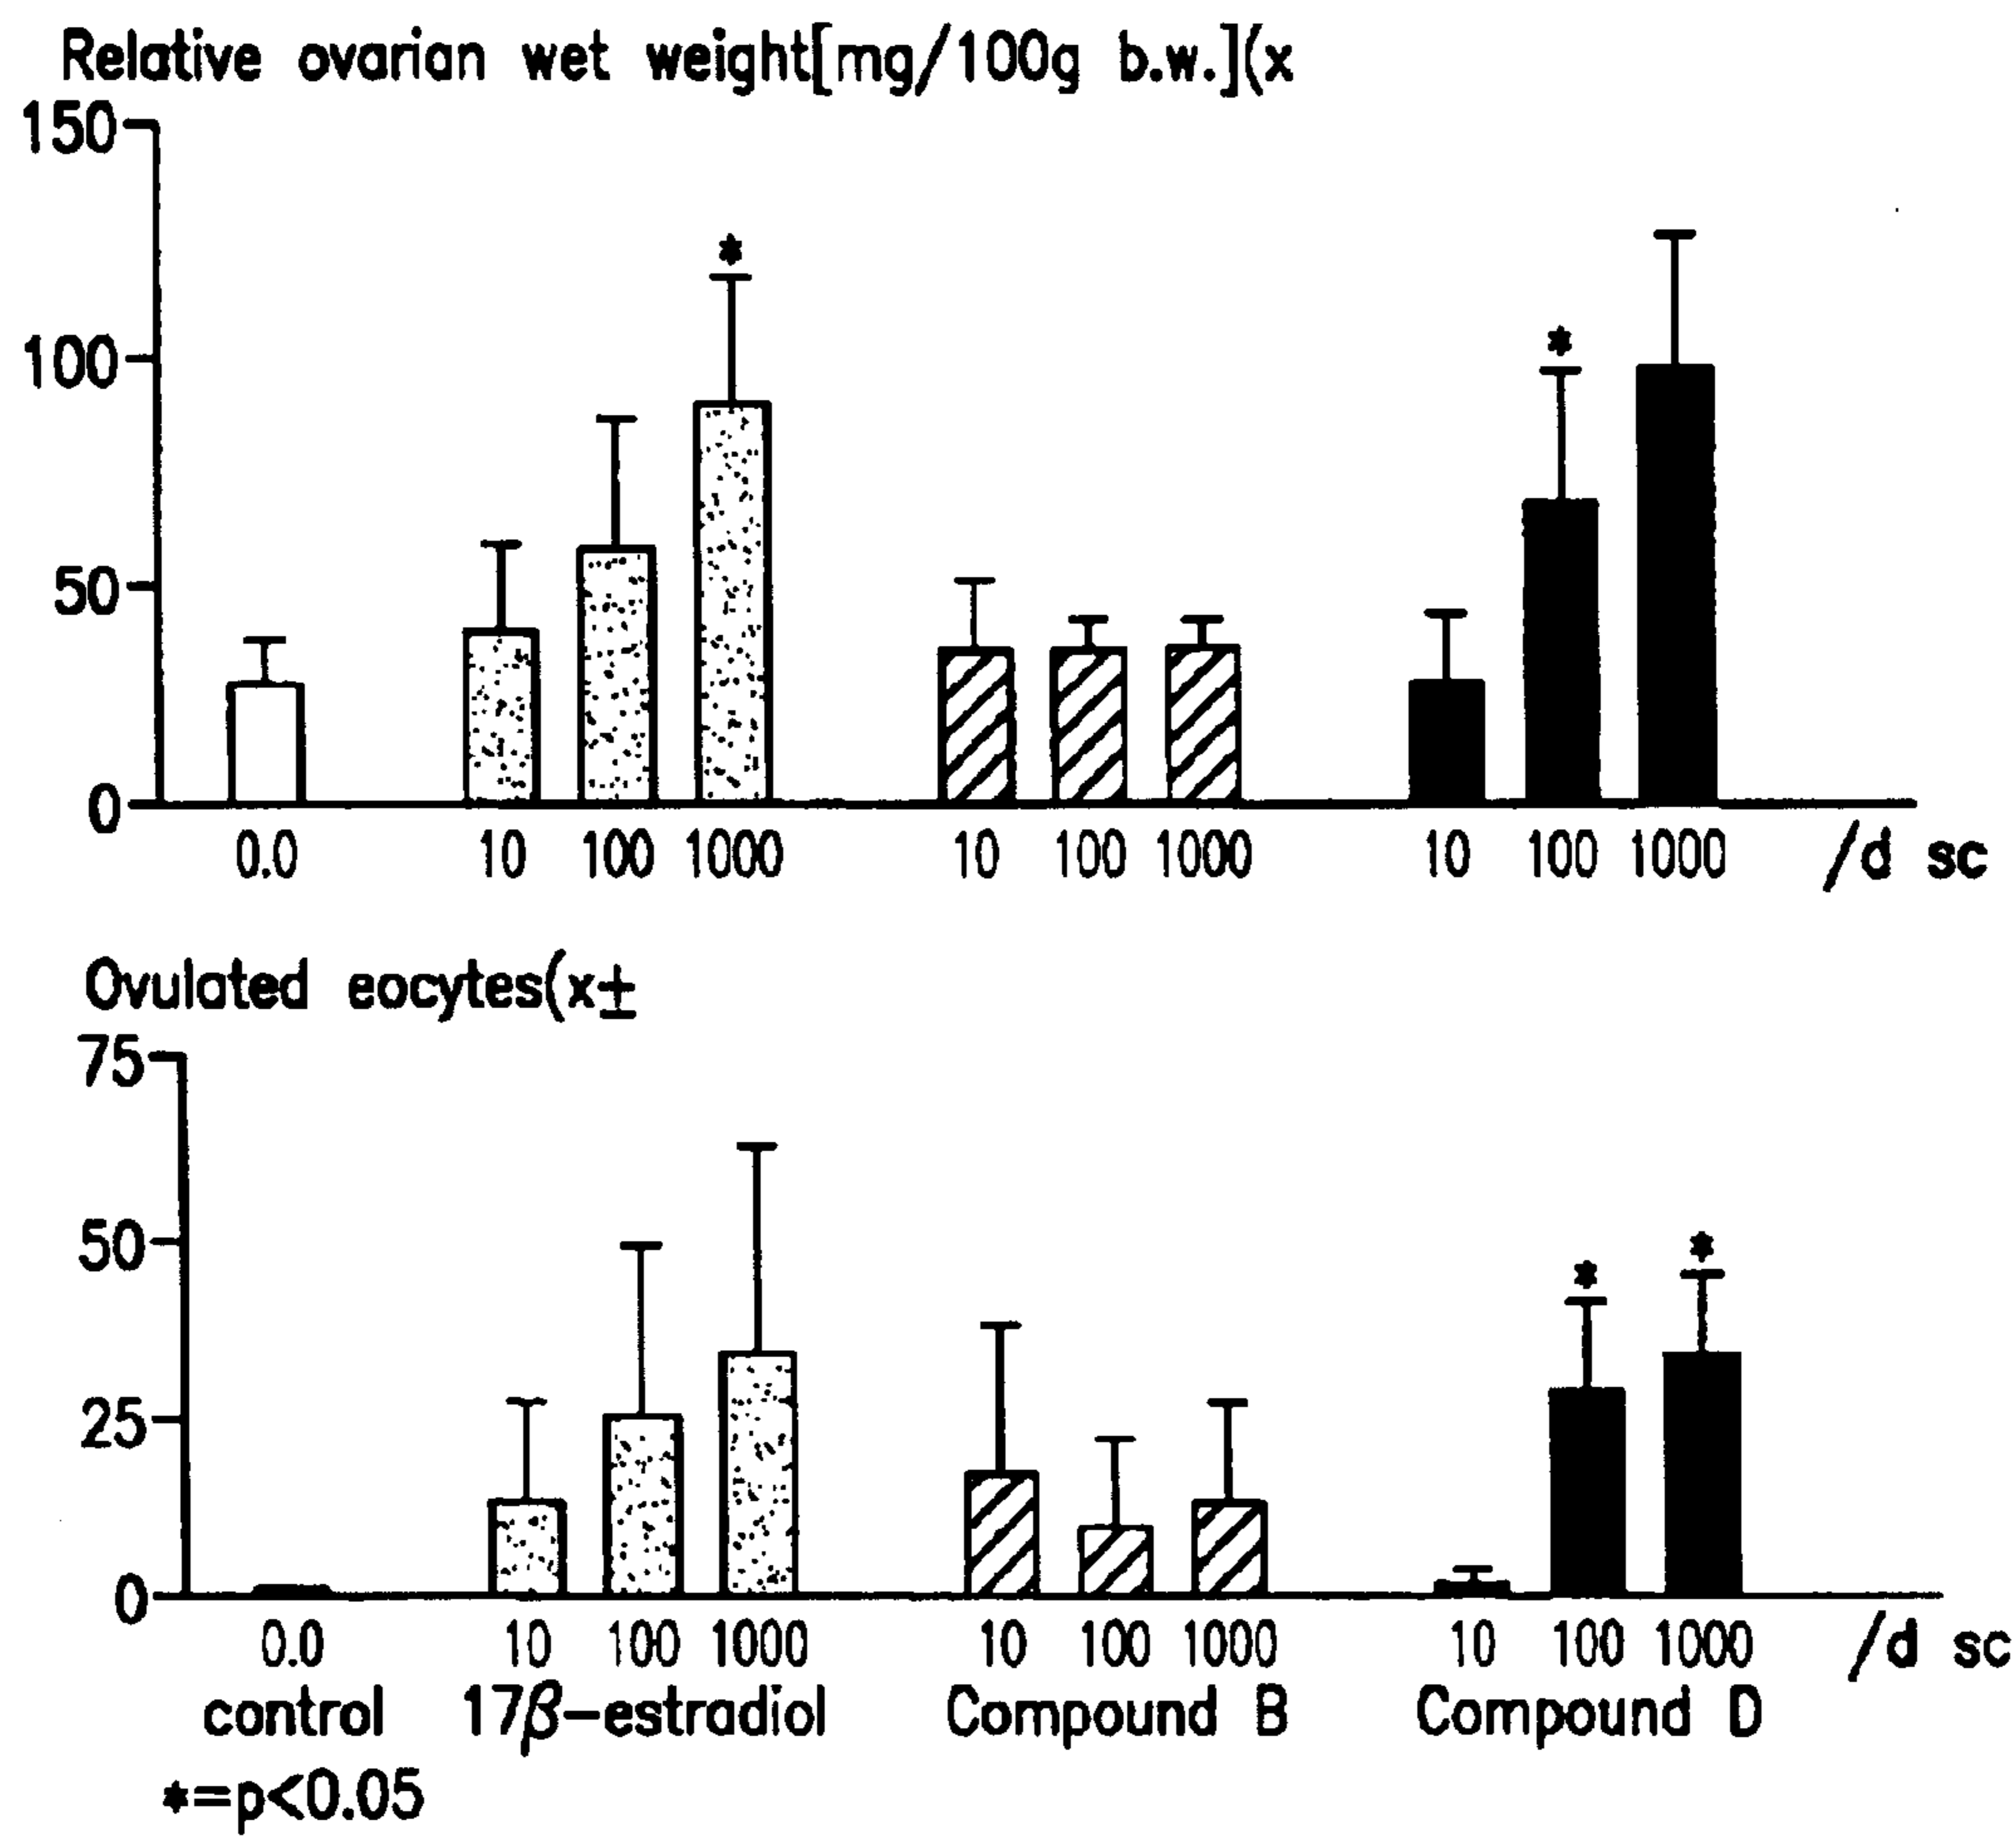 Relative ovarian wet weight[mg/100g b.w.](x
150
*
*
100
50
0
0.0 10 100 1000 10 100 1000 10 100 1000 /d sc
Ovulated eocytes(x±
75
50
*
*
25
0
0.0 10 100 1000 10 100 1000 10 100 1000 /d sc
control 17β-estradiol Compound B Compound D
*=p<0.05